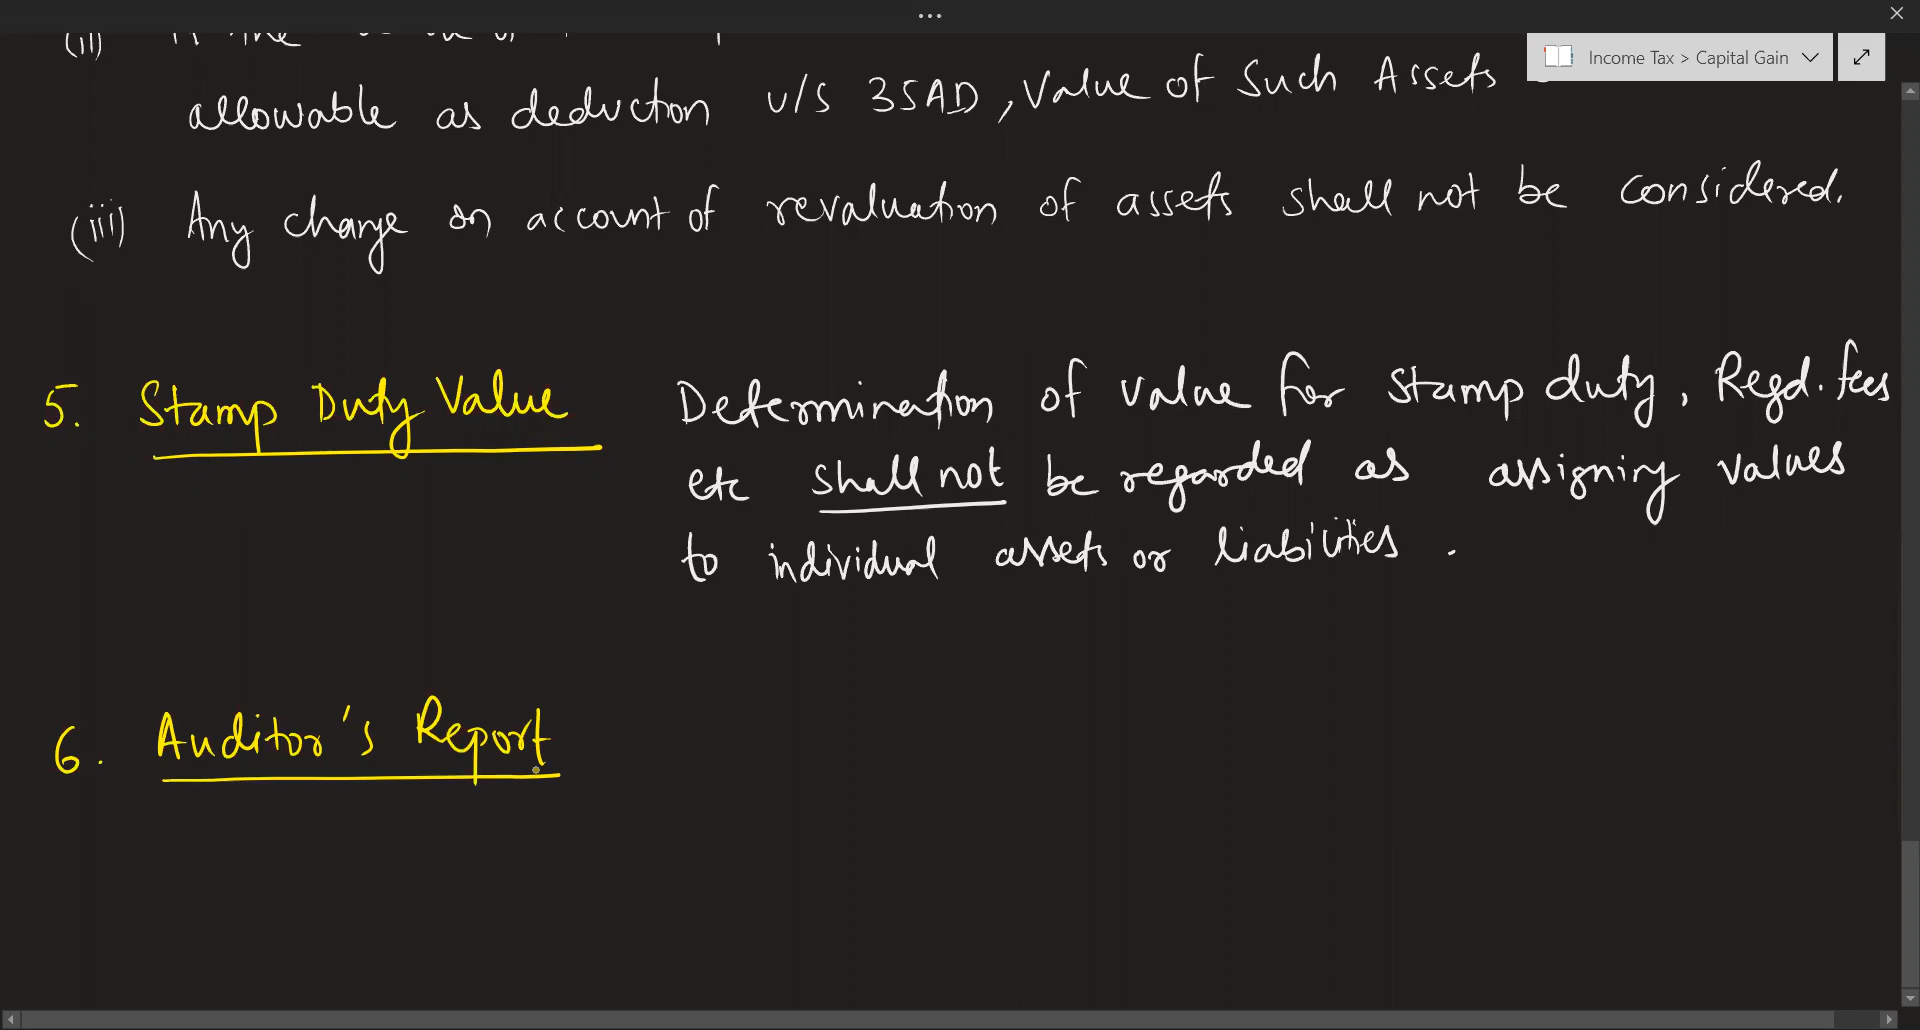 Income Tax > Capital Gain
(ii)
allowable as deduction u/s 35AD, Value of Such Assets
(iii) Any change on account of revaluation of assets shall not be considered.
5. Stamp Duty Value Determination of value for stamp duty, Regd. fees
etc shall not be regarded as assigning values
to individual assets or liabilities.
6. Auditor's Report